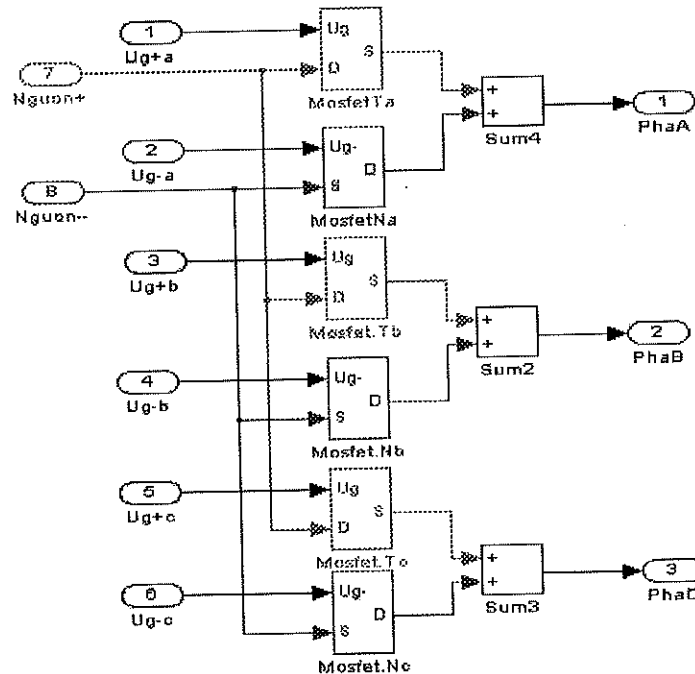 1
Ug
S
Ug+a
7
D
Nguon+
MosfetTa
+
+
1
Sum4
PhaA
2
Ug-
D
Ug-a
8
S
Nguon-
MosfetNa
3
Ug
S
Ug+b
D
Mosfet.Tb
+
+
2
Sum2
PhaB
4
Ug-
D
Ug-b
S
Mosfet.Nb
5
Ug
S
Ug+c
D
Mosfet.Tc
+
+
3
Sum3
PhaC
6
Ug-
D
Ug-c
S
Mosfet.Nc